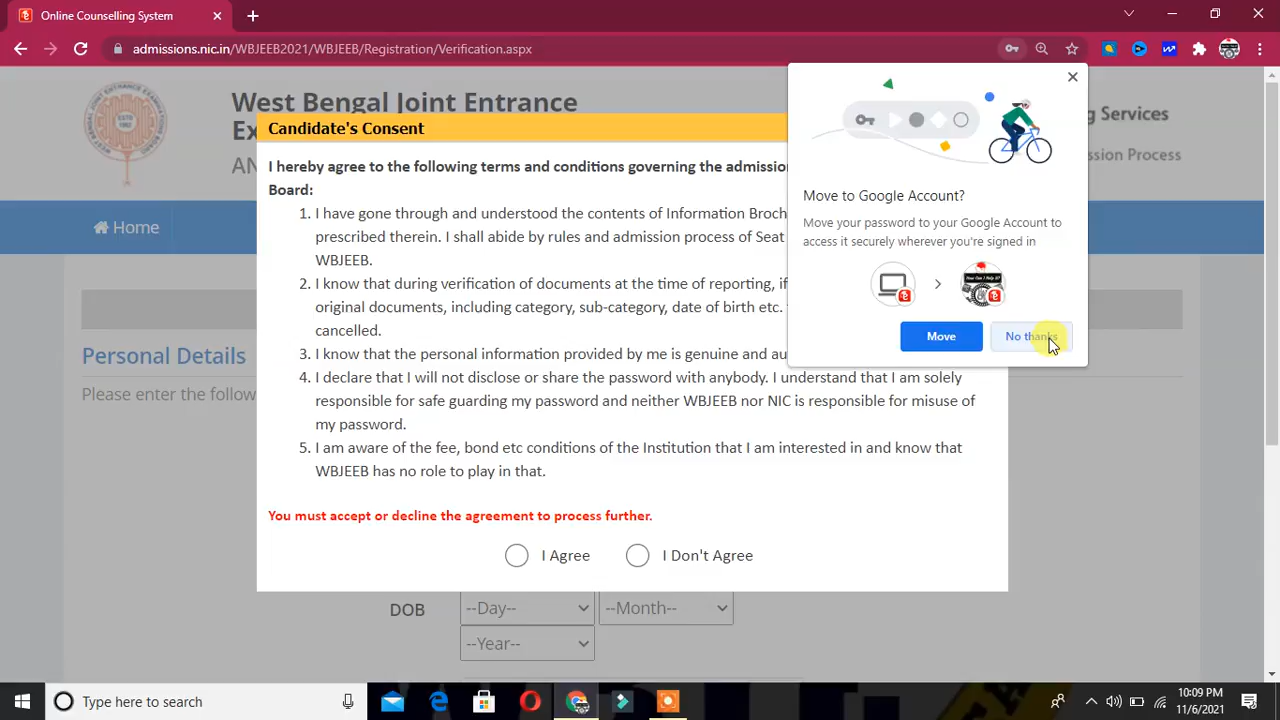 Online Counselling System
admissions.nic.in/WBJEEB2021/WBJEEB/Registration/Verification.aspx
West Bengal Joint Entrance
Ex
AN
ng Services
ssion Process
Home
Candidate's Consent
I hereby agree to the following terms and conditions governing the admission
Board:
1. I have gone through and understood the contents of Information Broch
prescribed therein. I shall abide by rules and admission process of Seat
WBJEEB.
2. I know that during verification of documents at the time of reporting, if
original documents, including category, sub-category, date of birth etc.
cancelled.
3. I know that the personal information provided by me is genuine and au
4. I declare that I will not disclose or share the password with anybody. I understand that I am solely
responsible for safe guarding my password and neither WBJEEB nor NIC is responsible for misuse of
my password.
5. I am aware of the fee, bond etc conditions of the Institution that I am interested in and know that
WBJEEB has no role to play in that.
You must accept or decline the agreement to process further.
I Agree
I Don't Agree
Move to Google Account?
Move your password to your Google Account to
access it securely wherever you're signed in
Move
No thanks
Personal Details
Please enter the follow
DOB
--Day--
--Month--
--Year--
Type here to search
10:09 PM
11/6/2021